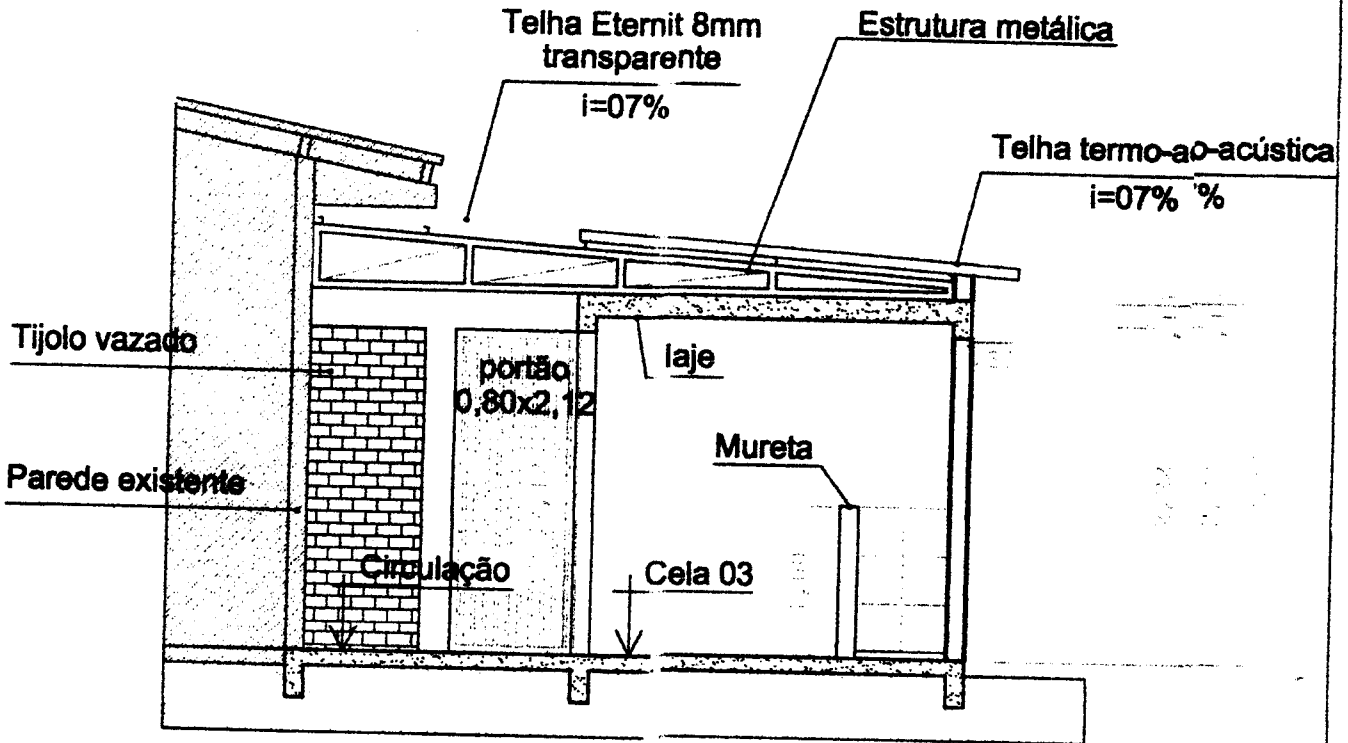 Telha Eternit 8mm
transparente
i=07%
Estrutura metálica
Telha termo-ao-acústica
i=07% %
Tijolo vazado
portão
0,80x2,12
laje
Mureta
Parede existente
Circulação
Cela 03